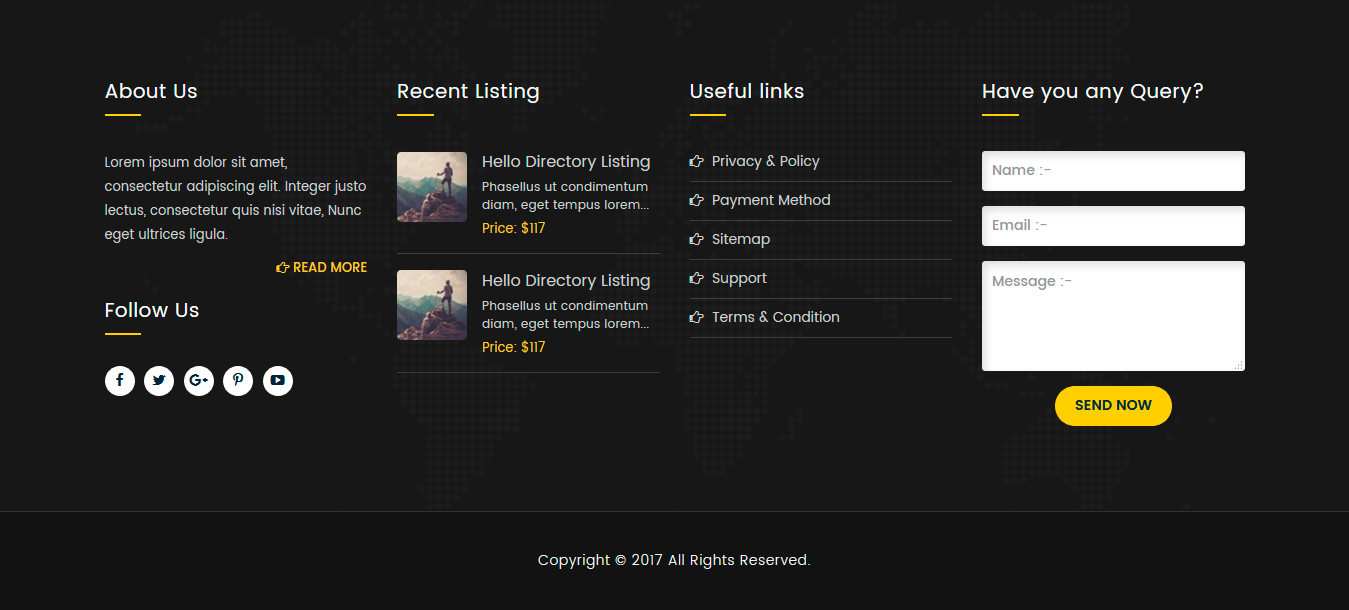 About Us
Lorem ipsum dolor sit amet,
consectetur adipiscing elit. Integer justo
lectus, consectetur quis nisi vitae, Nunc
eget ultrices ligula.
READ MORE
Follow Us
Recent Listing
Hello Directory Listing
Phasellus ut condimentum
diam, eget tempus lorem...
Price: $117
Hello Directory Listing
Phasellus ut condimentum
diam, eget tempus lorem...
Price: $117
Useful links
Privacy & Policy
Payment Method
Sitemap
Support
Terms & Condition
Have you any Query?
Name :-
Email :-
Message :-
SEND NOW
Copyright © 2017 All Rights Reserved.